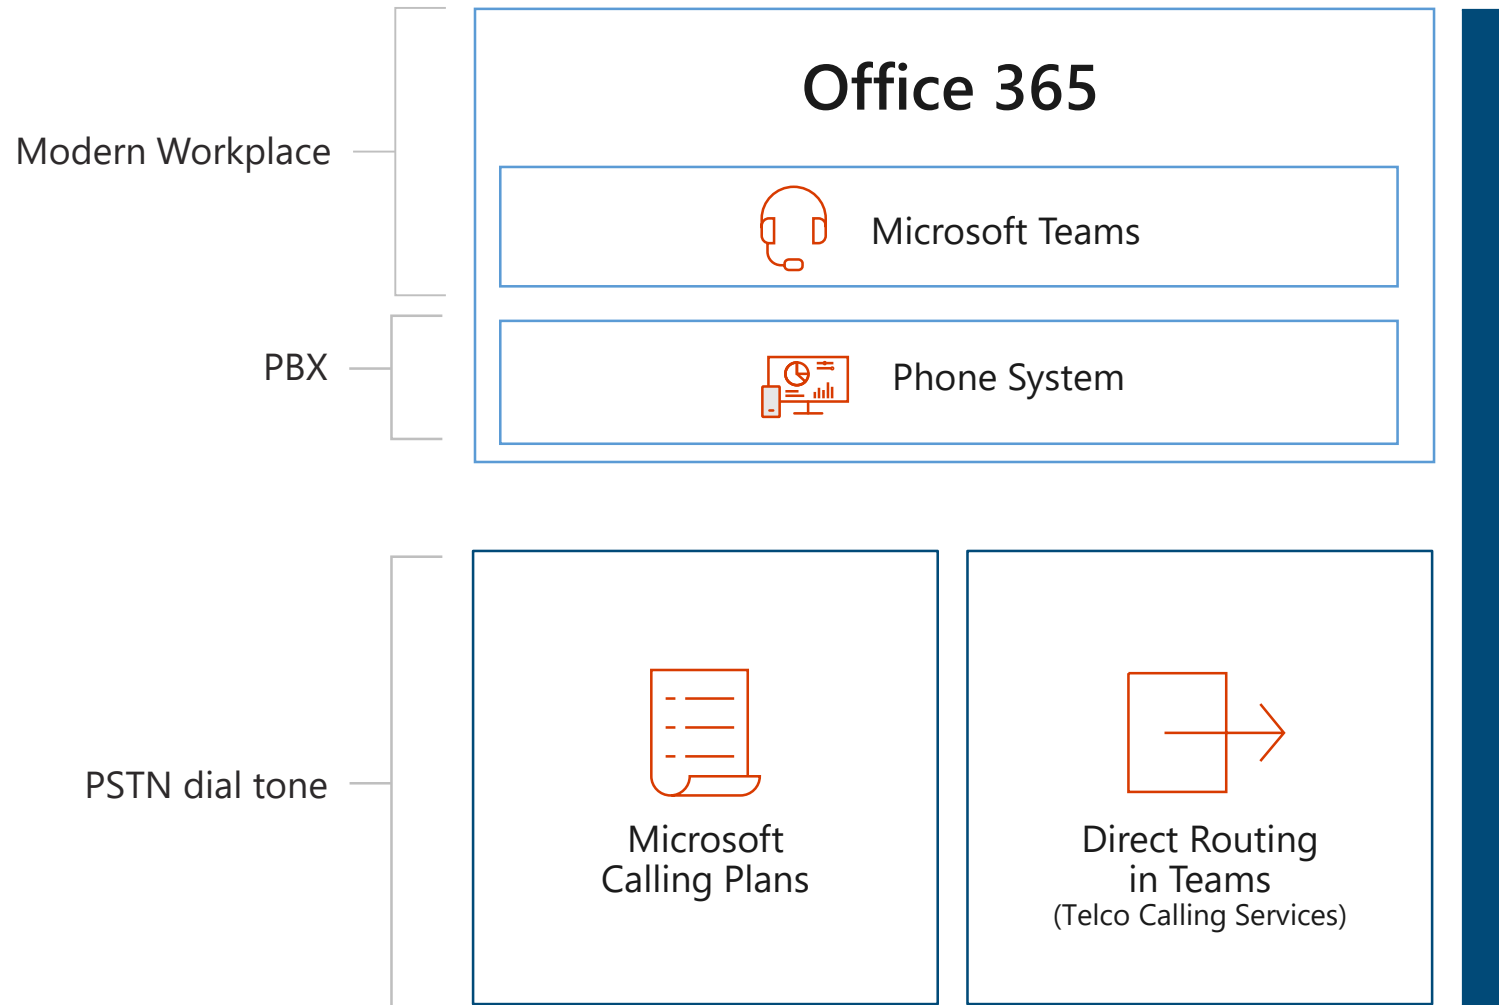 Office 365
Modern Workplace
Microsoft Teams
PBX
Phone System
PSTN dial tone
Microsoft
Calling Plans
Direct Routing
in Teams
(Telco Calling Services)